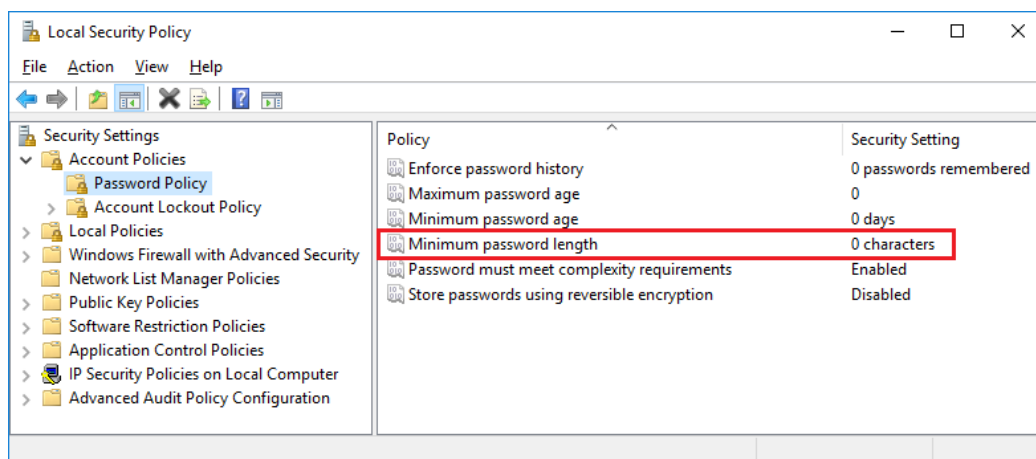 Local Security Policy
File Action View Help
Security Settings
Account Policies
Password Policy
Account Lockout Policy
Local Policies
Windows Firewall with Advanced Security
Network List Manager Policies
Public Key Policies
Software Restriction Policies
Application Control Policies
IP Security Policies on Local Computer
Advanced Audit Policy Configuration
Policy Security Setting
Enforce password history 0 passwords remembered
Maximum password age 0
Minimum password age 0 days
Minimum password length 0 characters
Password must meet complexity requirements Enabled
Store passwords using reversible encryption Disabled